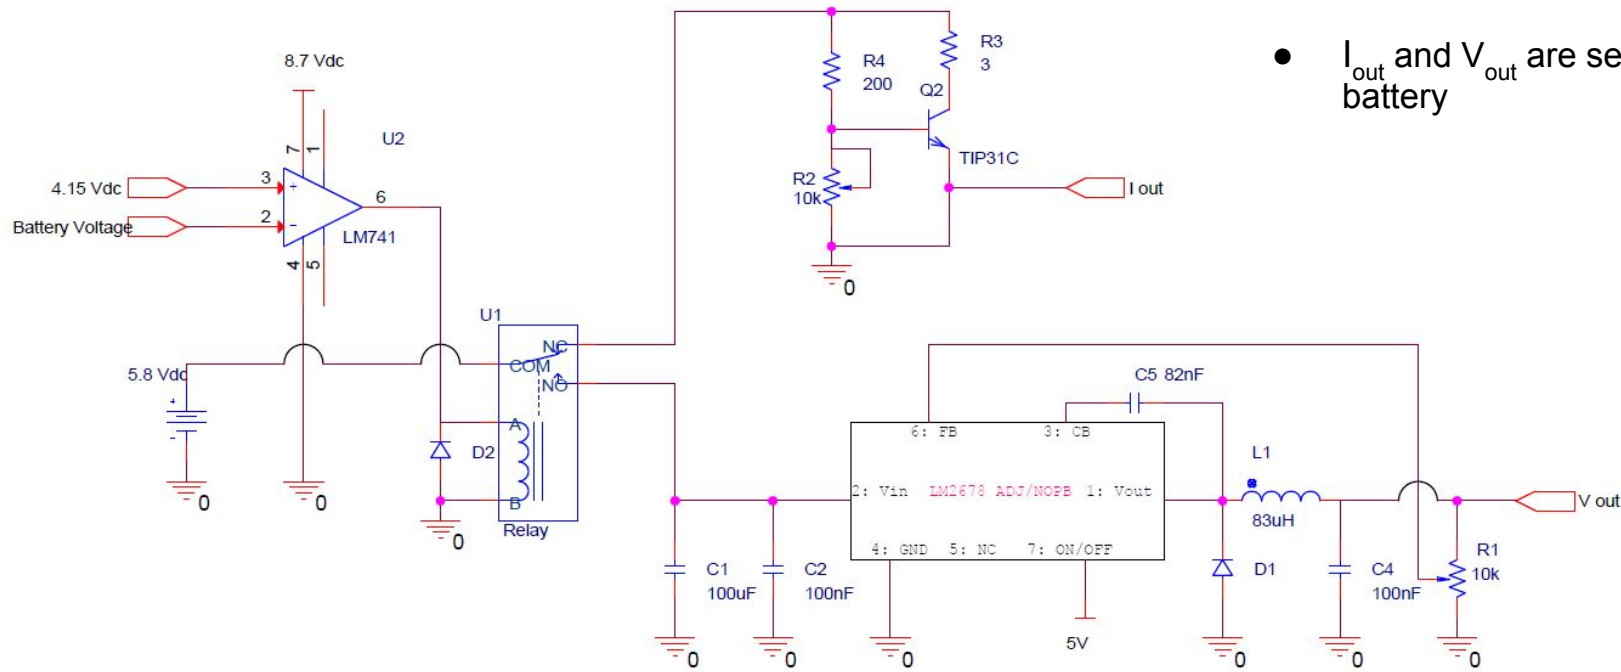 8.7 Vdc
7
1
U2
4.15 Vdc
3
+
6
Battery Voltage
2
-
LM741
4
5
0
5.8 Vdc
+
-
0
U1
NC
COM
NO
A
B
D2
Relay
0
R4
200
R3
3
Q2
TIP31C
R2
10k
I out
0
● Iout and Vout are se
battery
C5 82nF
6: FB
3: CB
2: Vin
LM2678 ADJ/NOPB
1: Vout
4: GND
5: NC
7: ON/OFF
5V
L1
83uH
V out
C1
100uF
C2
100nF
D1
C4
100nF
R1
10k
0
0
0
0
0
0